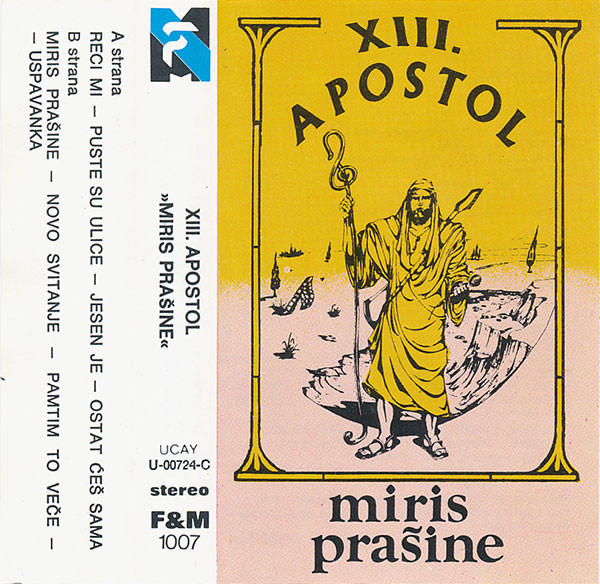 A strana
RECI MI – PUSTE SU ULICE – JESEN JE – OSTAT ĆEŠ SAMA
B strana
MIRIS PRAŠINE – NOVO SVITANJE – PAMTIM TO VEČE –
– USPAVANKA
XIII. APOSTOL
»MIRIS PRAŠINE«
UCAY
U-00724-C
stereo
F&M
1007
XIII.
APOSTOL
miris
prašine